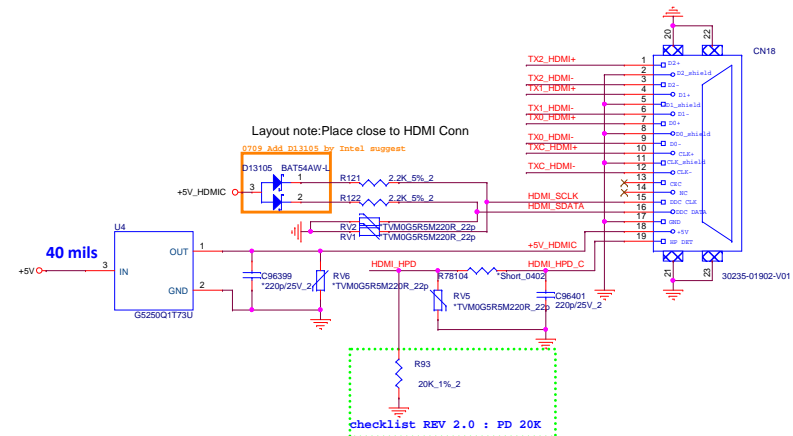 20
22
CN18
TX2_HDMI+
1
D2+
2
D2_shield
TX2_HDMI-
3
D2-
TX1_HDMI+
4
D1+
5
D1_shield
TX1_HDMI-
6
D1-
TX0_HDMI+
7
D0+
8
D0_shield
TX0_HDMI-
9
D0-
TXC_HDMI+
10
CLK+
11
CLK_shield
TXC_HDMI-
12
CLK-
13
CEC
14
NC
HDMI_SCLK
15
DDC CLK
HDMI_SDATA
16
DDC DATA
17
GND
18
+5V
19
HP DET
21
23
30235-01902-V01
Layout note:Place close to HDMI Conn
0709 Add D13105 by Intel suggest
D13105 BAT54AW-L
+5V_HDMIC
3
1
2
R121 2.2K_5%_2
R122 2.2K_5%_2
RV2 *TVM0G5R5M220R_22p
RV1 *TVM0G5R5M220R_22p
+5V_HDMIC
U4
40 mils
+5V
3
IN
OUT
1
GND
2
G5250Q1T73U
C96399
*220p/25V_2
RV6
*TVM0G5R5M220R_22p
HDMI_HPD
R78104
*Short_0402
HDMI_HPD_C
RV5
*TVM0G5R5M220R_22p
C96401
220p/25V_2
R93
20K_1%_2
checklist REV 2.0 : PD 20K